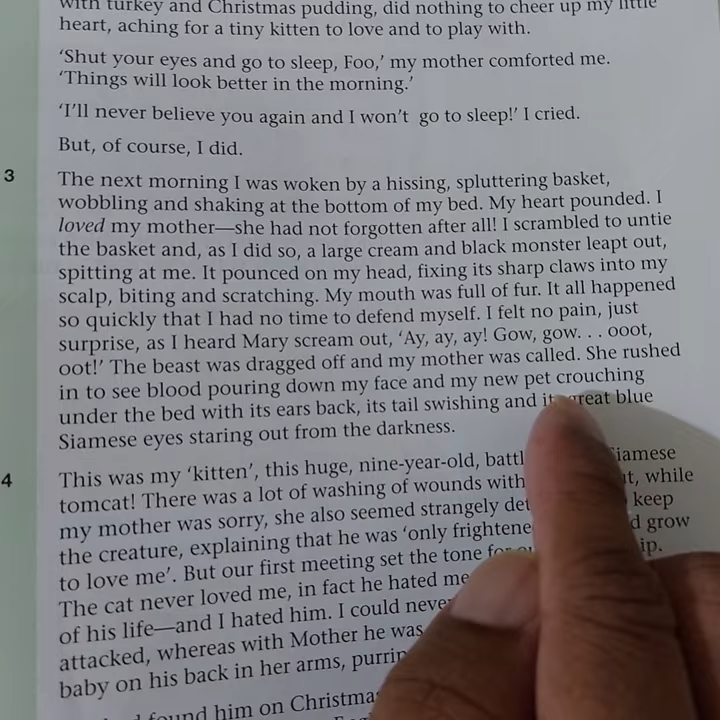 with turkey and Christmas pudding, did nothing to cheer up my little
heart, aching for a tiny kitten to love and to play with.
‘Shut your eyes and go to sleep, Foo,’ my mother comforted me.
‘Things will look better in the morning.’
‘I’ll never believe you again and I won’t go to sleep!’ I cried.
But, of course, I did.
3 The next morning I was woken by a hissing, spluttering basket,
wobbling and shaking at the bottom of my bed. My heart pounded. I
loved my mother—she had not forgotten after all! I scrambled to untie
the basket and, as I did so, a large cream and black monster leapt out,
spitting at me. It pounced on my head, fixing its sharp claws into my
scalp, biting and scratching. My mouth was full of fur. It all happened
so quickly that I had no time to defend myself. I felt no pain, just
surprise, as I heard Mary scream out, ‘Ay, ay, ay! Gow, gow. . . ooot,
oot!’ The beast was dragged off and my mother was called. She rushed
in to see blood pouring down my face and my new pet crouching
under the bed with its ears back, its tail swishing and its great blue
Siamese eyes staring out from the darkness.
4 This was my ‘kitten’, this huge, nine-year-old, Siamese
tomcat! There was a lot of washing of wounds with while
my mother was sorry, she also seemed strangely keep
the creature, explaining that he was ‘only grow
to love me’. But our first meeting set the tone for
The cat never loved me, in fact he hated me
of his life—and I hated him. I could never
attacked, whereas with Mother he was
baby on his back in her arms,
found him on